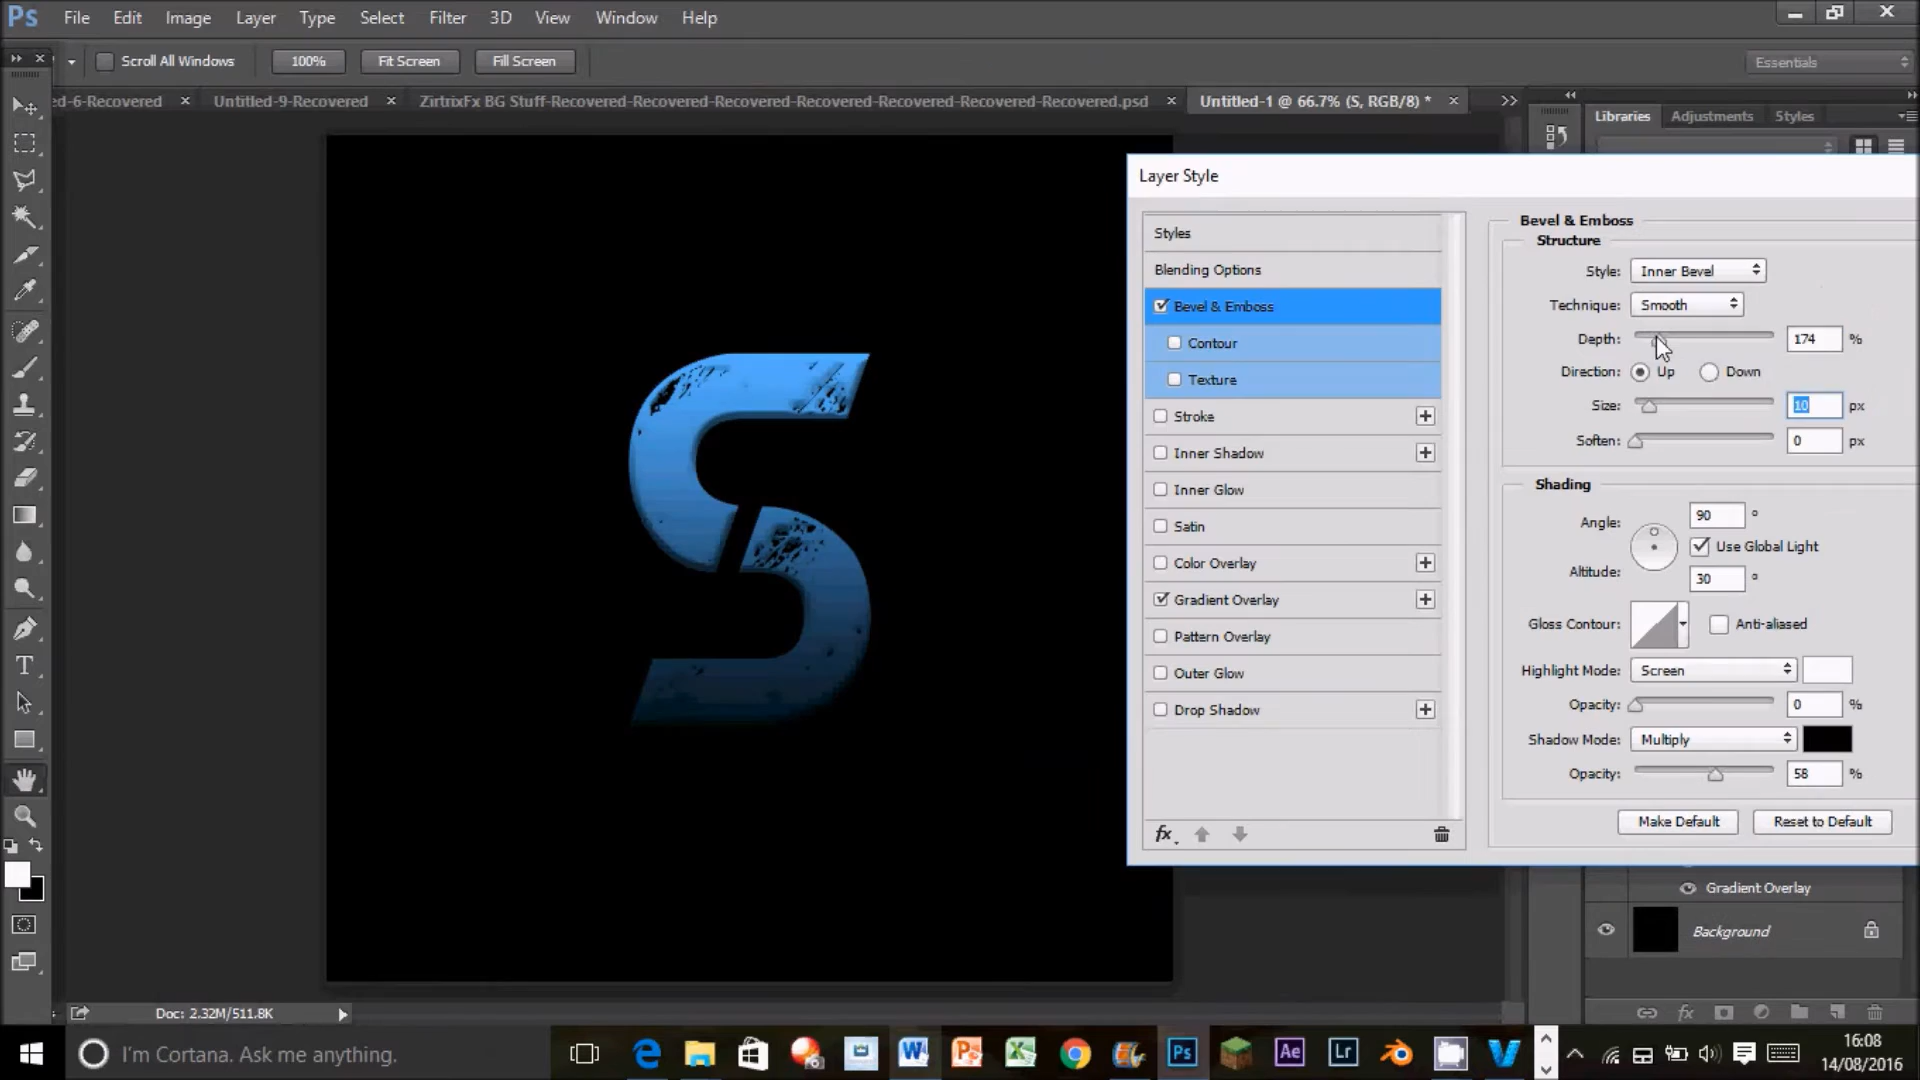 Ps File Edit Image Layer Type Select Filter 3D View Window Help
Scroll All Windows 100% Fit Screen Fill Screen Essentials
ed-6-Recovered × Untitled-9-Recovered × ZirtrixFx BG Stuff-Recovered-Recovered-Recovered-Recovered-Recovered-Recovered.psd × Untitled-1 @ 66.7% (S, RGB/8) * ×
Libraries Adjustments Styles
Layer Style
Styles
Blending Options
Bevel & Emboss
Contour
Texture
Stroke
Inner Shadow
Inner Glow
Satin
Color Overlay
Gradient Overlay
Pattern Overlay
Outer Glow
Drop Shadow
fx
Bevel & Emboss
Structure
Style: Inner Bevel
Technique: Smooth
Depth: 174 %
Direction: Up Down
Size: 10 px
Soften: 0 px
Shading
Angle: 90 °
Use Global Light
Altitude: 30 °
Gloss Contour: Anti-aliased
Highlight Mode: Screen
Opacity: 0 %
Shadow Mode: Multiply
Opacity: 58 %
Make Default Reset to Default
S
Gradient Overlay
Background
fx
Doc: 2.32M/511.8K
I'm Cortana. Ask me anything.
Ps Ae Lr
16:08
14/08/2016